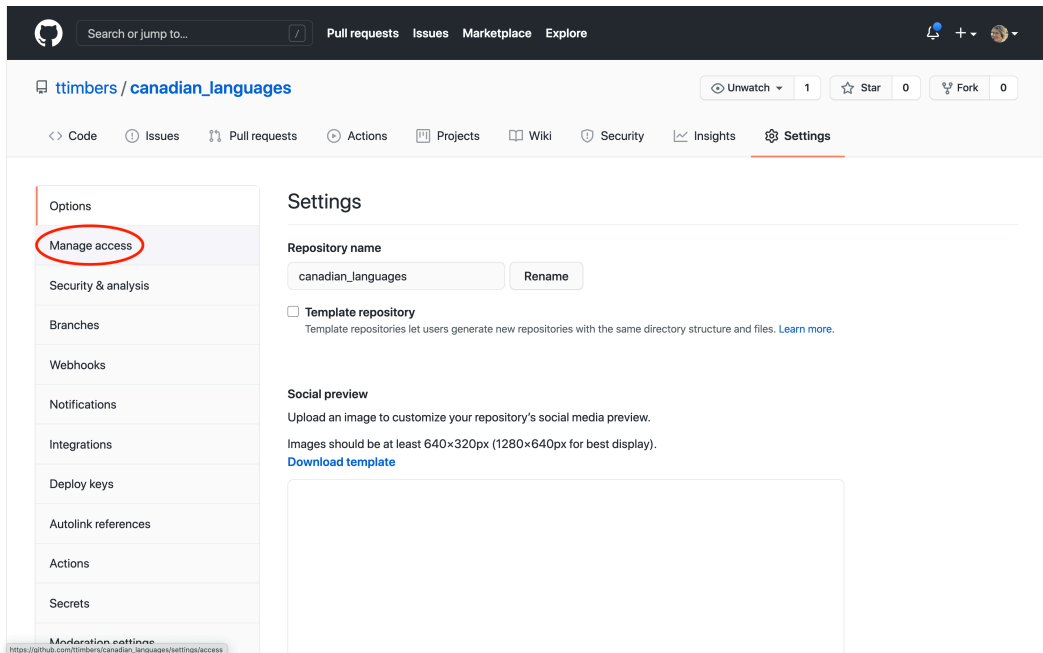 Search or jump to... /
Pull requests Issues Marketplace Explore
ttimbers / canadian_languages
Unwatch 1 Star 0 Fork 0
Code Issues Pull requests Actions Projects Wiki Security Insights Settings
Options
Manage access
Security & analysis
Branches
Webhooks
Notifications
Integrations
Deploy keys
Autolink references
Actions
Secrets
Moderation settings
Settings
Repository name
canadian_languages Rename
Template repository
Template repositories let users generate new repositories with the same directory structure and files. Learn more.
Social preview
Upload an image to customize your repository’s social media preview.
Images should be at least 640×320px (1280×640px for best display).
Download template
https://github.com/ttimbers/canadian_languages/settings/access